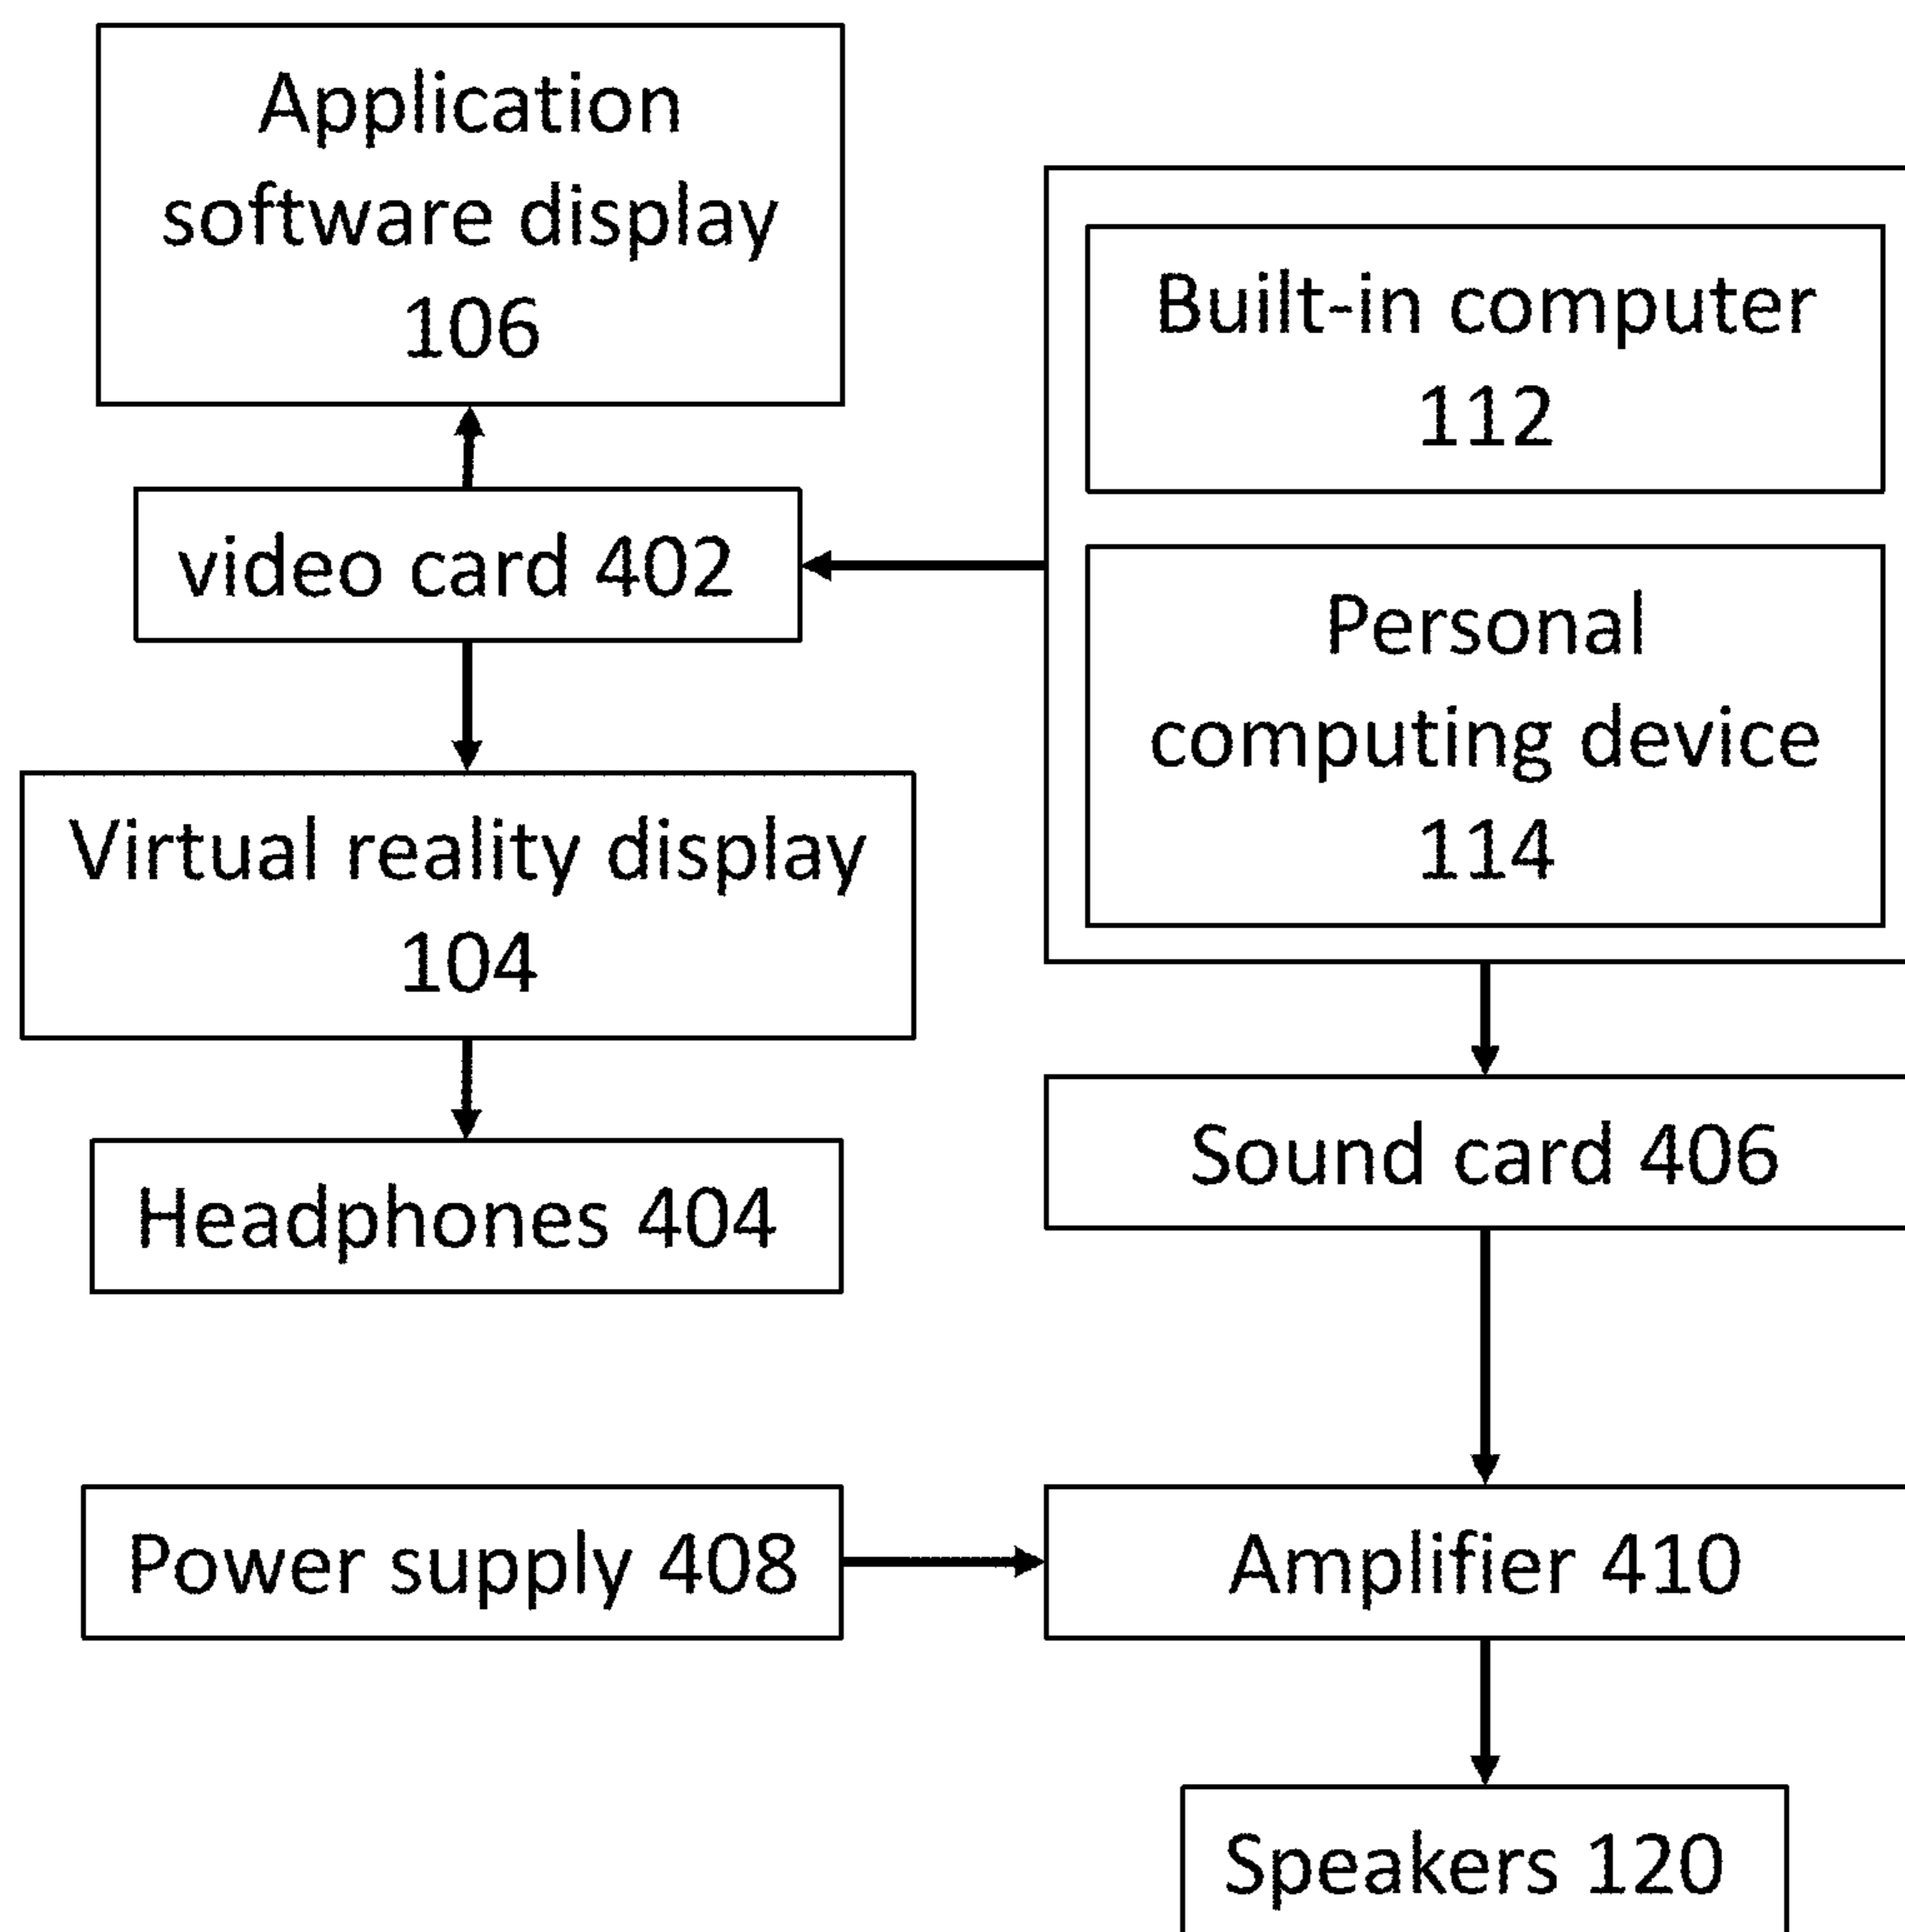 Application
software display
106
Built-in computer
112
video card 402
Personal
computing device
114
Virtual reality display
104
Sound card 406
Headphones 404
Power supply 408
Amplifier 410
Speakers 120